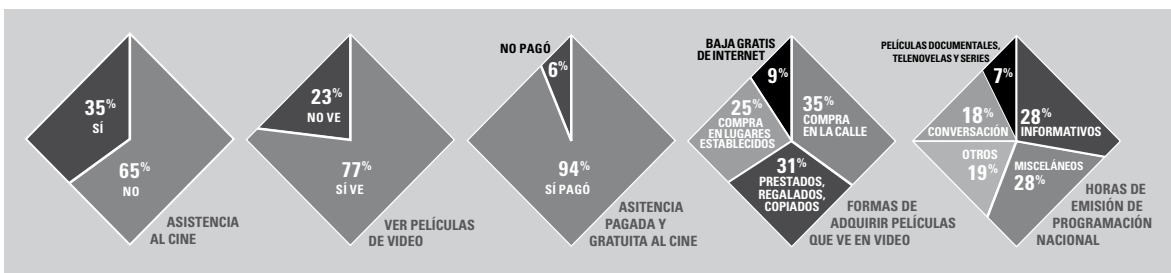 35%
SÍ
65%
NO
ASISTENCIA
AL CINE
23%
NO VE
77%
SÍ VE
VER PELÍCULAS
DE VIDEO
NO PAGÓ
6%
94%
SÍ PAGÓ
ASITENCIA
PAGADA Y
GRATUITA AL CINE
BAJA GRATIS
DE INTERNET
9%
25%
COMPRA
EN LUGARES
ESTABLECIDOS
35%
COMPRA
EN LA CALLE
31%
PRESTADOS,
REGALADOS,
COPIADOS
FORMAS DE
ADQUIRIR PELÍCULAS
QUE VE EN VIDEO
PELÍCULAS DOCUMENTALES,
TELENOVELAS Y SERIES
7%
18%
CONVERSACIÓN
28%
INFORMATIVOS
OTROS
19%
MISCELÁNEOS
28%
HORAS DE
EMISIÓN DE
PROGRAMACIÓN
NACIONAL